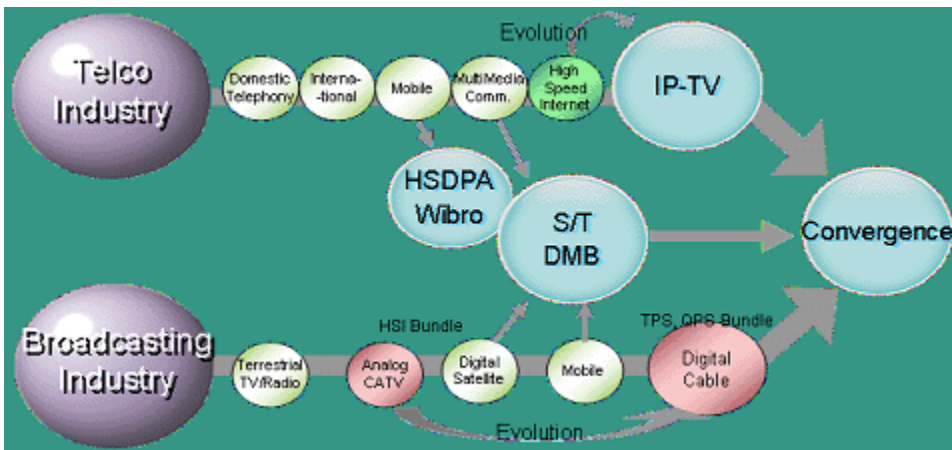 Evolution
Telco
Industry
Domestic
Telephony
Interna-
-itional
Mobile
MultiMedia
Comm.
High
Speed
Internet
IP-TV
HSDPA
Wibro
S/T
DMB
Convergence
Broadcasting
Industry
HSI Bundle
TPS, QPS Bundle
Terrestrial
TV/Radio
Analog
CATV
Digital
Satellite
Mobile
Digital
Cable
Evolution